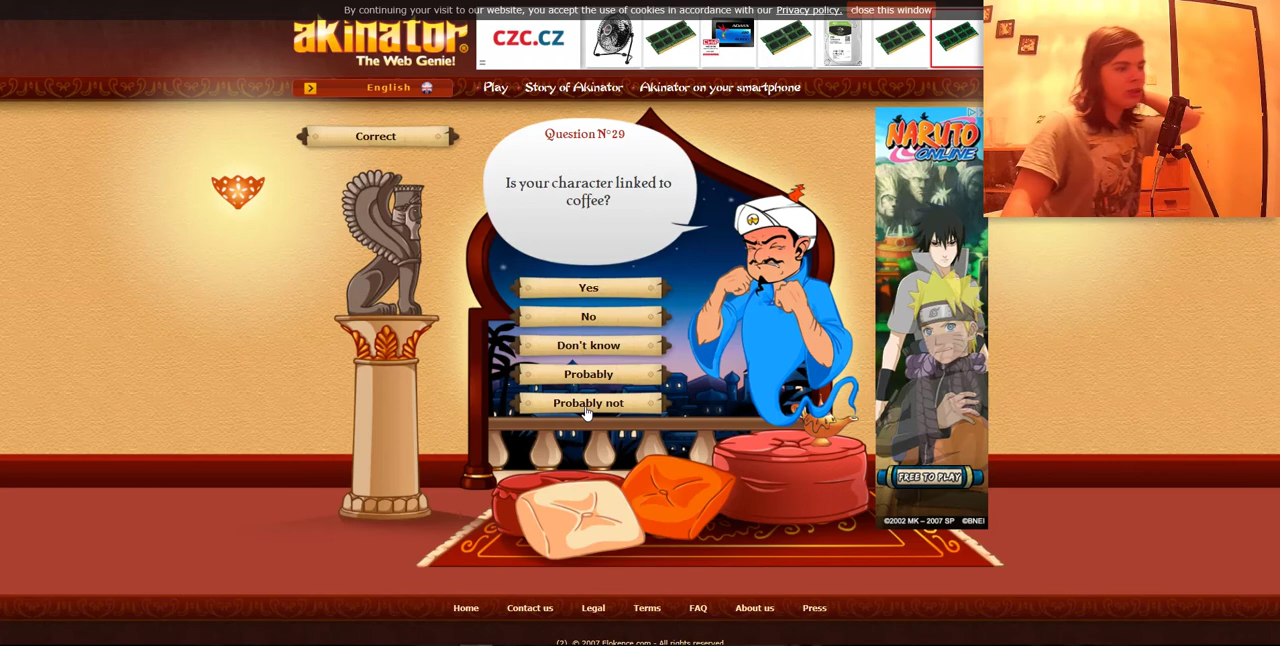 By continuing your visit to our website, you accept the use of cookies in accordance with our Privacy policy. close this window
akinator
The Web Genie!
CZC.CZ
English
Play
Story of Akinator
Akinator on your smartphone
Correct
Question N°29
Is your character linked to
coffee?
Yes
No
Don't know
Probably
Probably not
NARUTO
ONLINE
FREE TO PLAY
©2002 MK – 2007 SP ©BNEI
Home
Contact us
Legal
Terms
FAQ
About us
Press
(2) © 2007 Elokence.com - All rights reserved